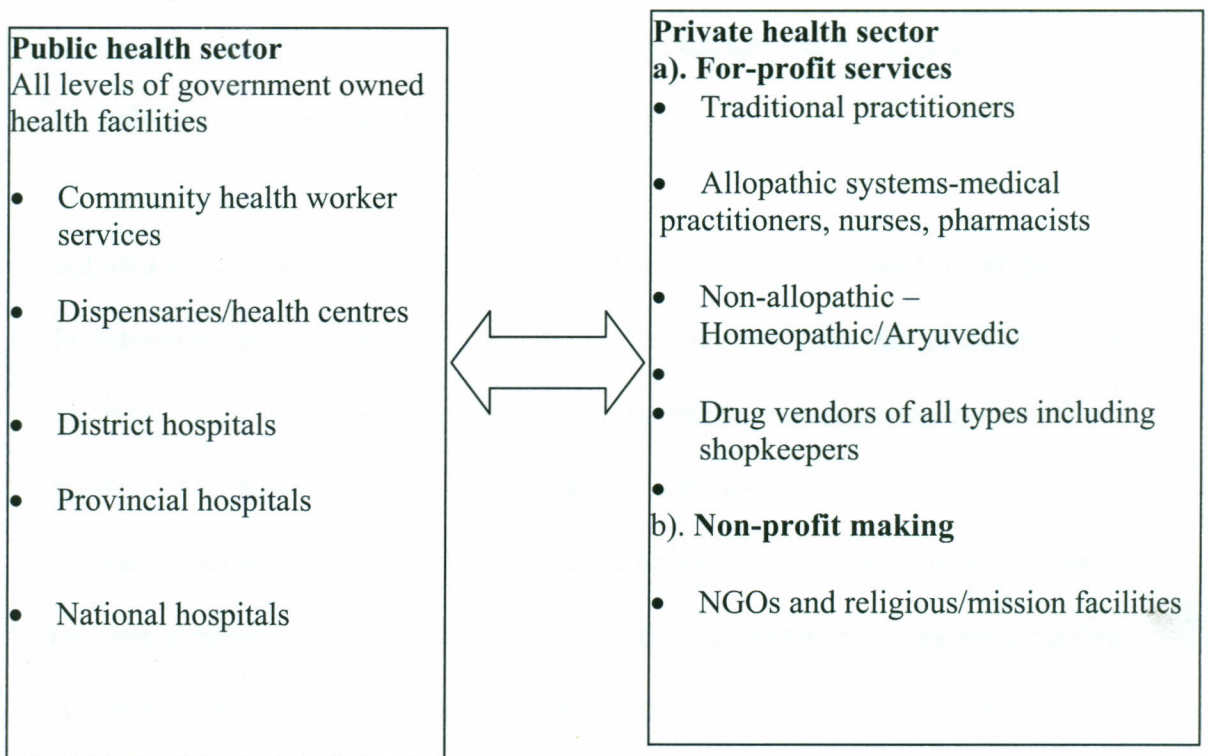 Public health sector
All levels of government owned
health facilities
• Community health worker
services
• Dispensaries/health centres
• District hospitals
• Provincial hospitals
• National hospitals
Private health sector
a). For-profit services
• Traditional practitioners
• Allopathic systems-medical
practitioners, nurses, pharmacists
• Non-allopathic –
Homeopathic/Aryuvedic
•
• Drug vendors of all types including
shopkeepers
•
b). Non-profit making
• NGOs and religious/mission facilities